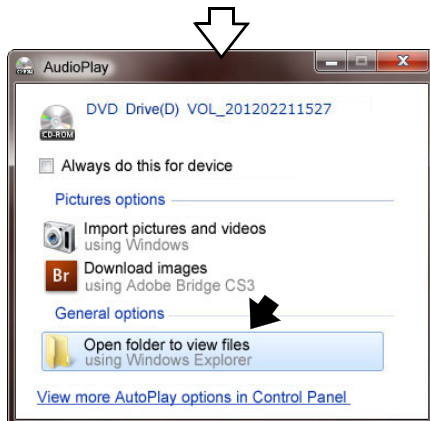 AudioPlay
DVD Drive(D) VOL_201202211527
CD-ROM
Always do this for device
Pictures options
Import pictures and videos
using Windows
Br
Download images
using Adobe Bridge CS3
General options
Open folder to view files
using Windows Explorer
View more AutoPlay options in Control Panel